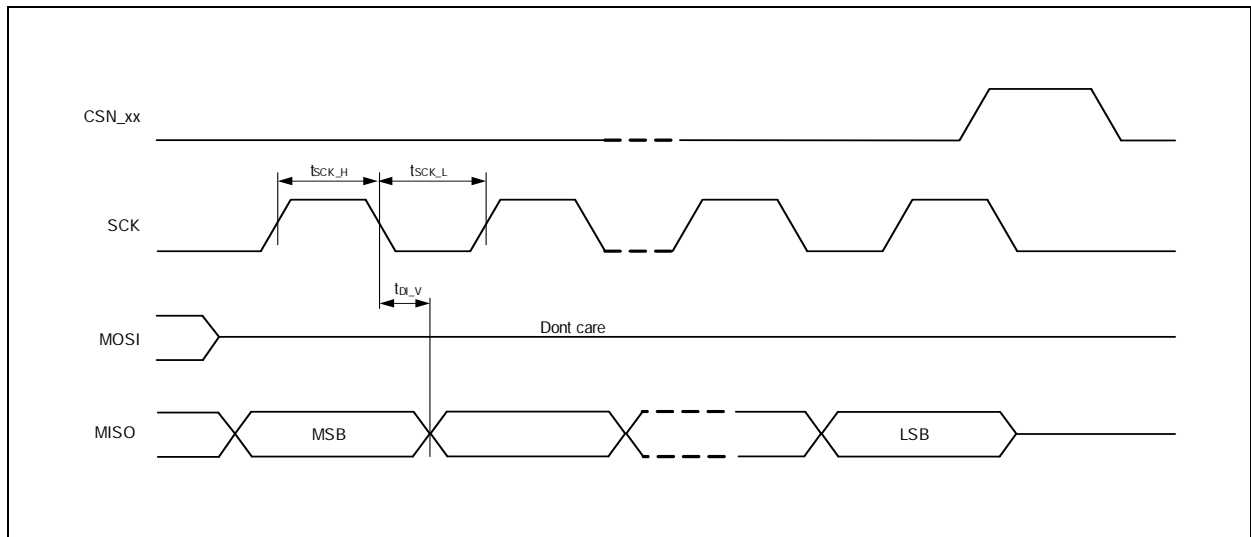 CSN_xx
tSCK_H
tSCK_L
SCK
tDI_V
MOSI
Dont care
MISO
MSB
LSB